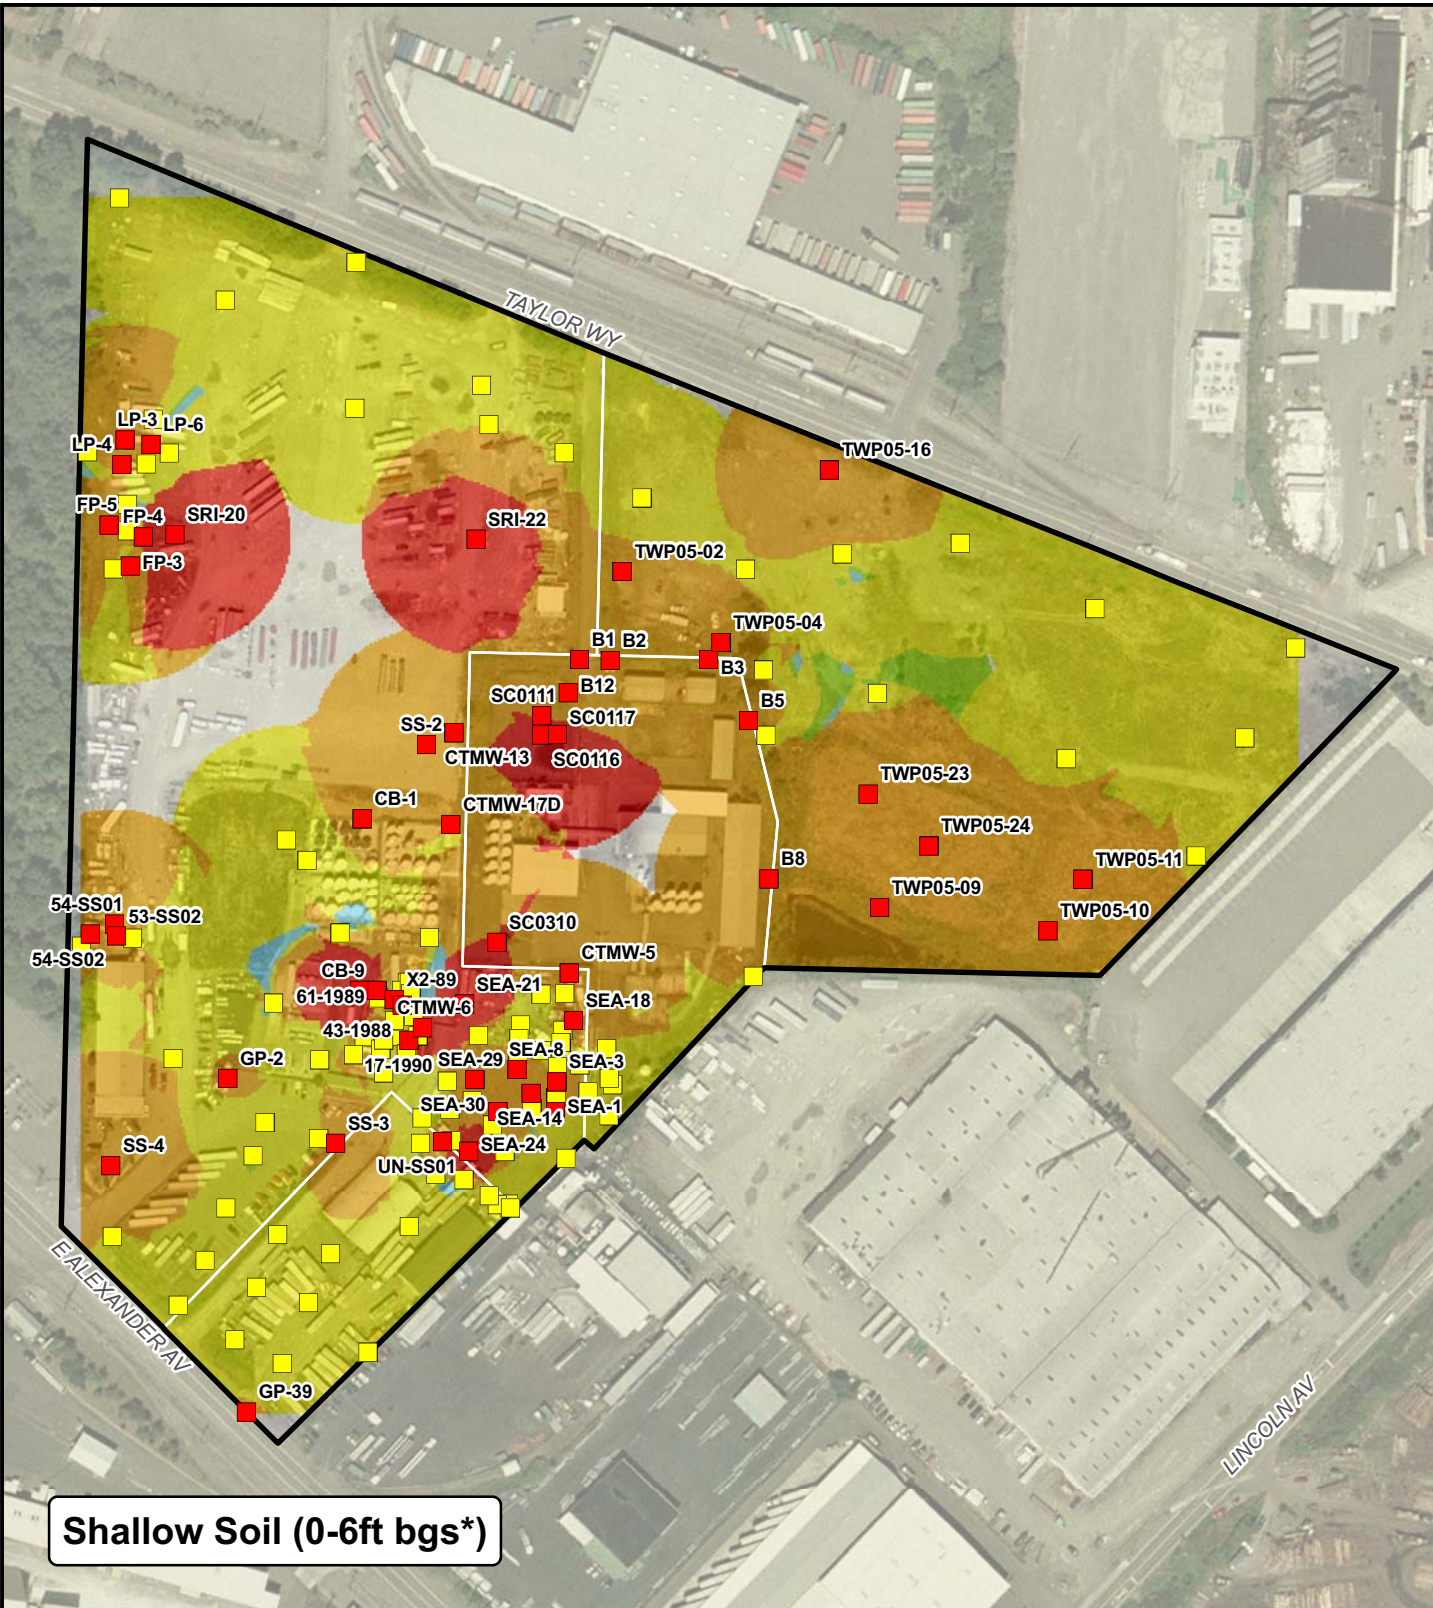 TAYLOR WY
LP-3
LP-6
LP-4
TWP05-16
FP-5
FP-4
SRI-20
SRI-22
FP-3
TWP05-02
TWP05-04
B1
B2
B3
B12
SC0111
SC0117
B5
SS-2
CTMW-13
SC0116
TWP05-23
CB-1
CTMW-17D
TWP05-24
B8
TWP05-11
TWP05-09
54-SS01
53-SS02
SC0310
TWP05-10
54-SS02
CTMW-5
CB-9
X2-89
SEA-21
61-1989
CTMW-6
SEA-18
43-1988
SEA-8
GP-2
17-1990
SEA-29
SEA-3
SEA-30
SEA-14
SEA-1
SS-3
SS-4
UN-SS01
SEA-24
E ALEXANDER AV
GP-39
LINCOLN AV
Shallow Soil (0-6ft bgs*)